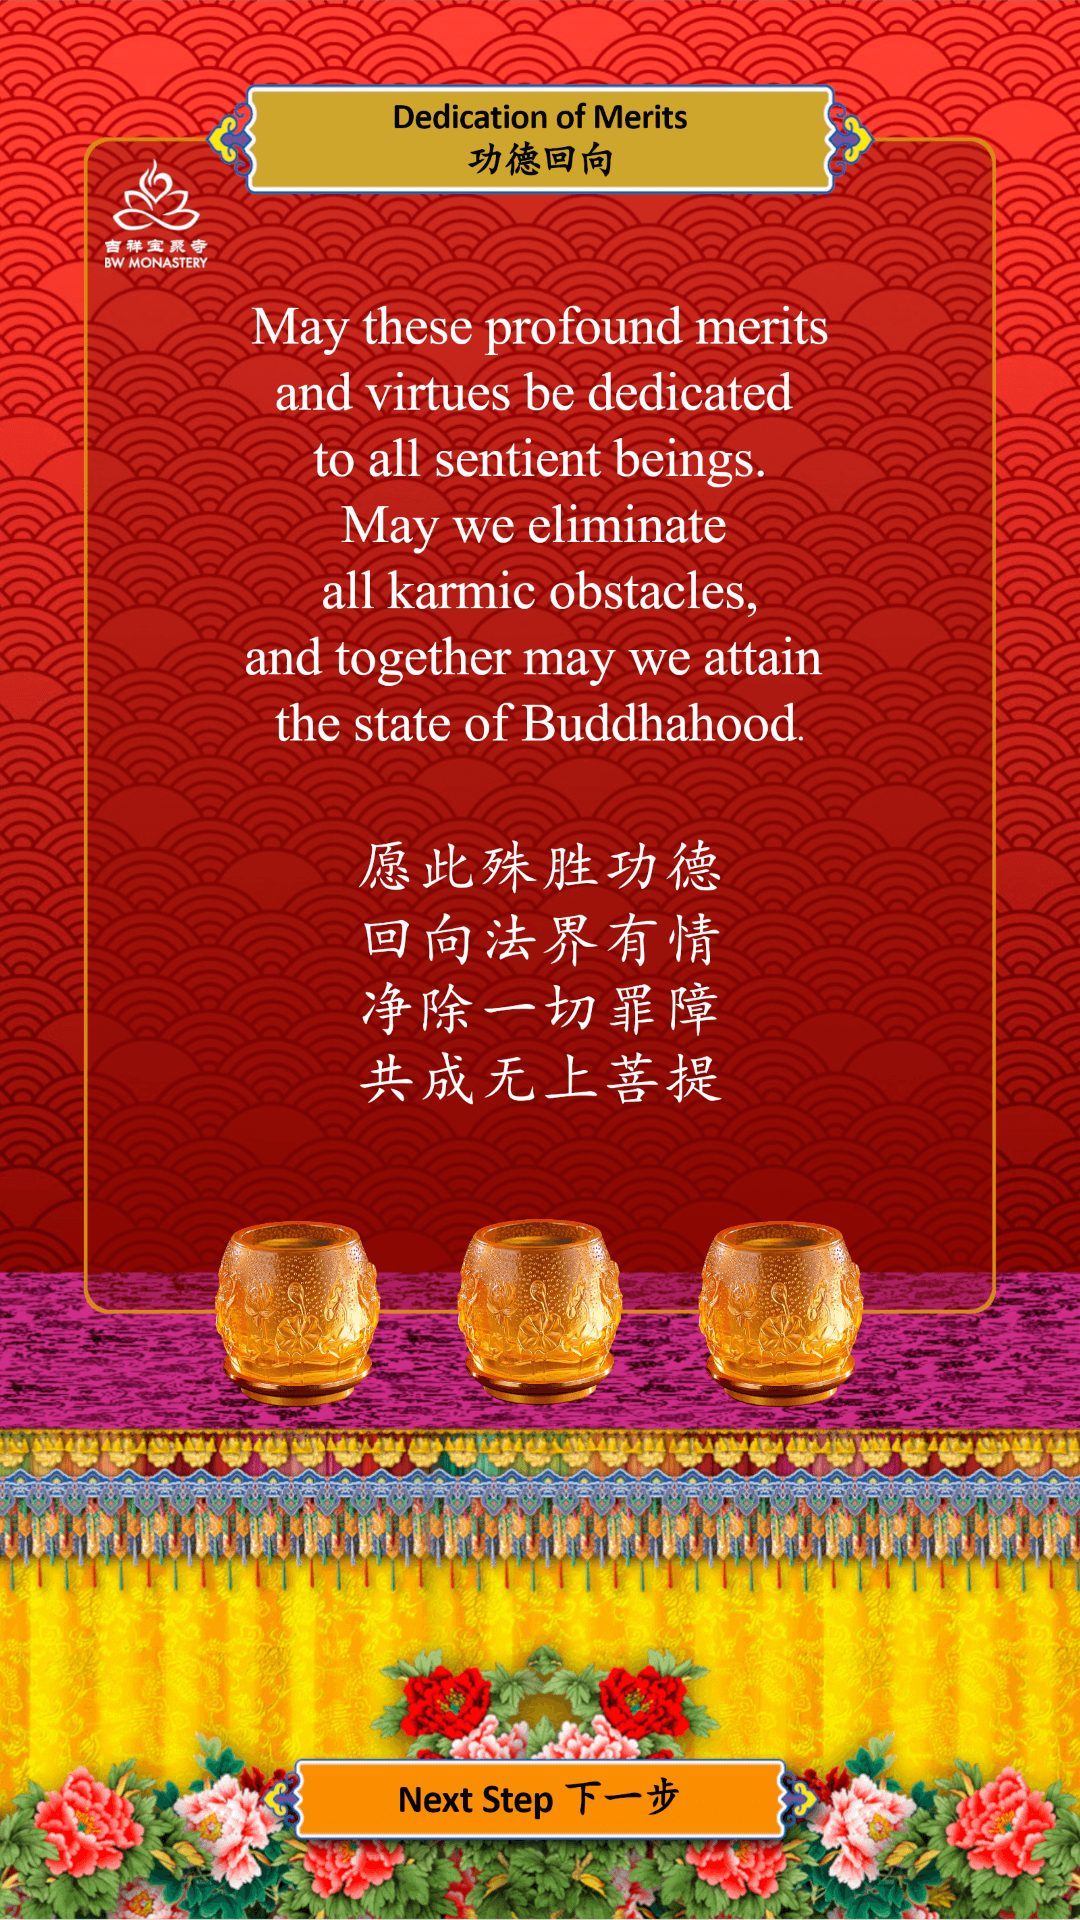 Dedication of Merits
功德回向
吉祥宝聚寺
BW MONASTERY
May these profound merits
and virtues be dedicated
to all sentient beings.
May we eliminate
all karmic obstacles,
and together may we attain
the state of Buddhahood.
愿此殊胜功德
回向法界有情
净除一切罪障
共成无上菩提
Next Step 下一步